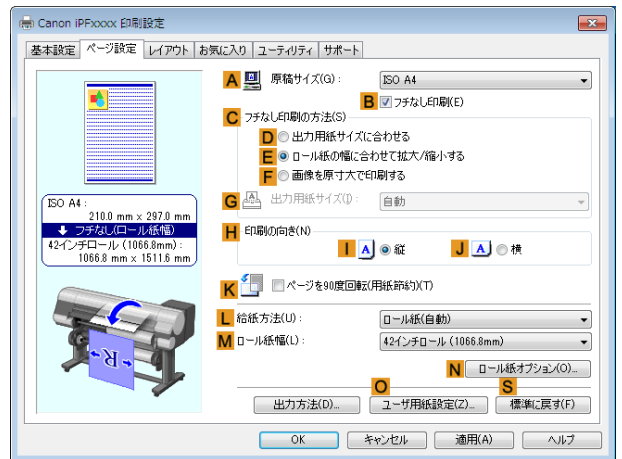 Canon iPFxxxx 印刷設定
基本設定 ページ設定 レイアウト お気に入り ユーティリティ サポート
A 原稿サイズ(G) : ISO A4
B フチなし印刷(E)
C フチなし印刷の方法(S)
D 出力用紙サイズに合わせる
E ロール紙の幅に合わせて拡大/縮小する
F 画像を原寸大で印刷する
G 出力用紙サイズ(I) : 自動
H 印刷の向き(N)
I A 縦 J A 横
K ページを90度回転(用紙節約)(T)
L 給紙方法(U) : ロール紙(自動)
M ロール紙幅(L) : 42インチロール (1066.8mm)
N ロール紙オプション(O)...
O S
出力方法(D)... ユーザ用紙設定(Z)... 標準に戻す(F)
ISO A4 :
210.0 mm x 297.0 mm
フチなし(ロール紙幅)
42インチロール (1066.8mm) :
1066.8 mm x 1511.6 mm
R
OK キャンセル 適用(A) ヘルプ